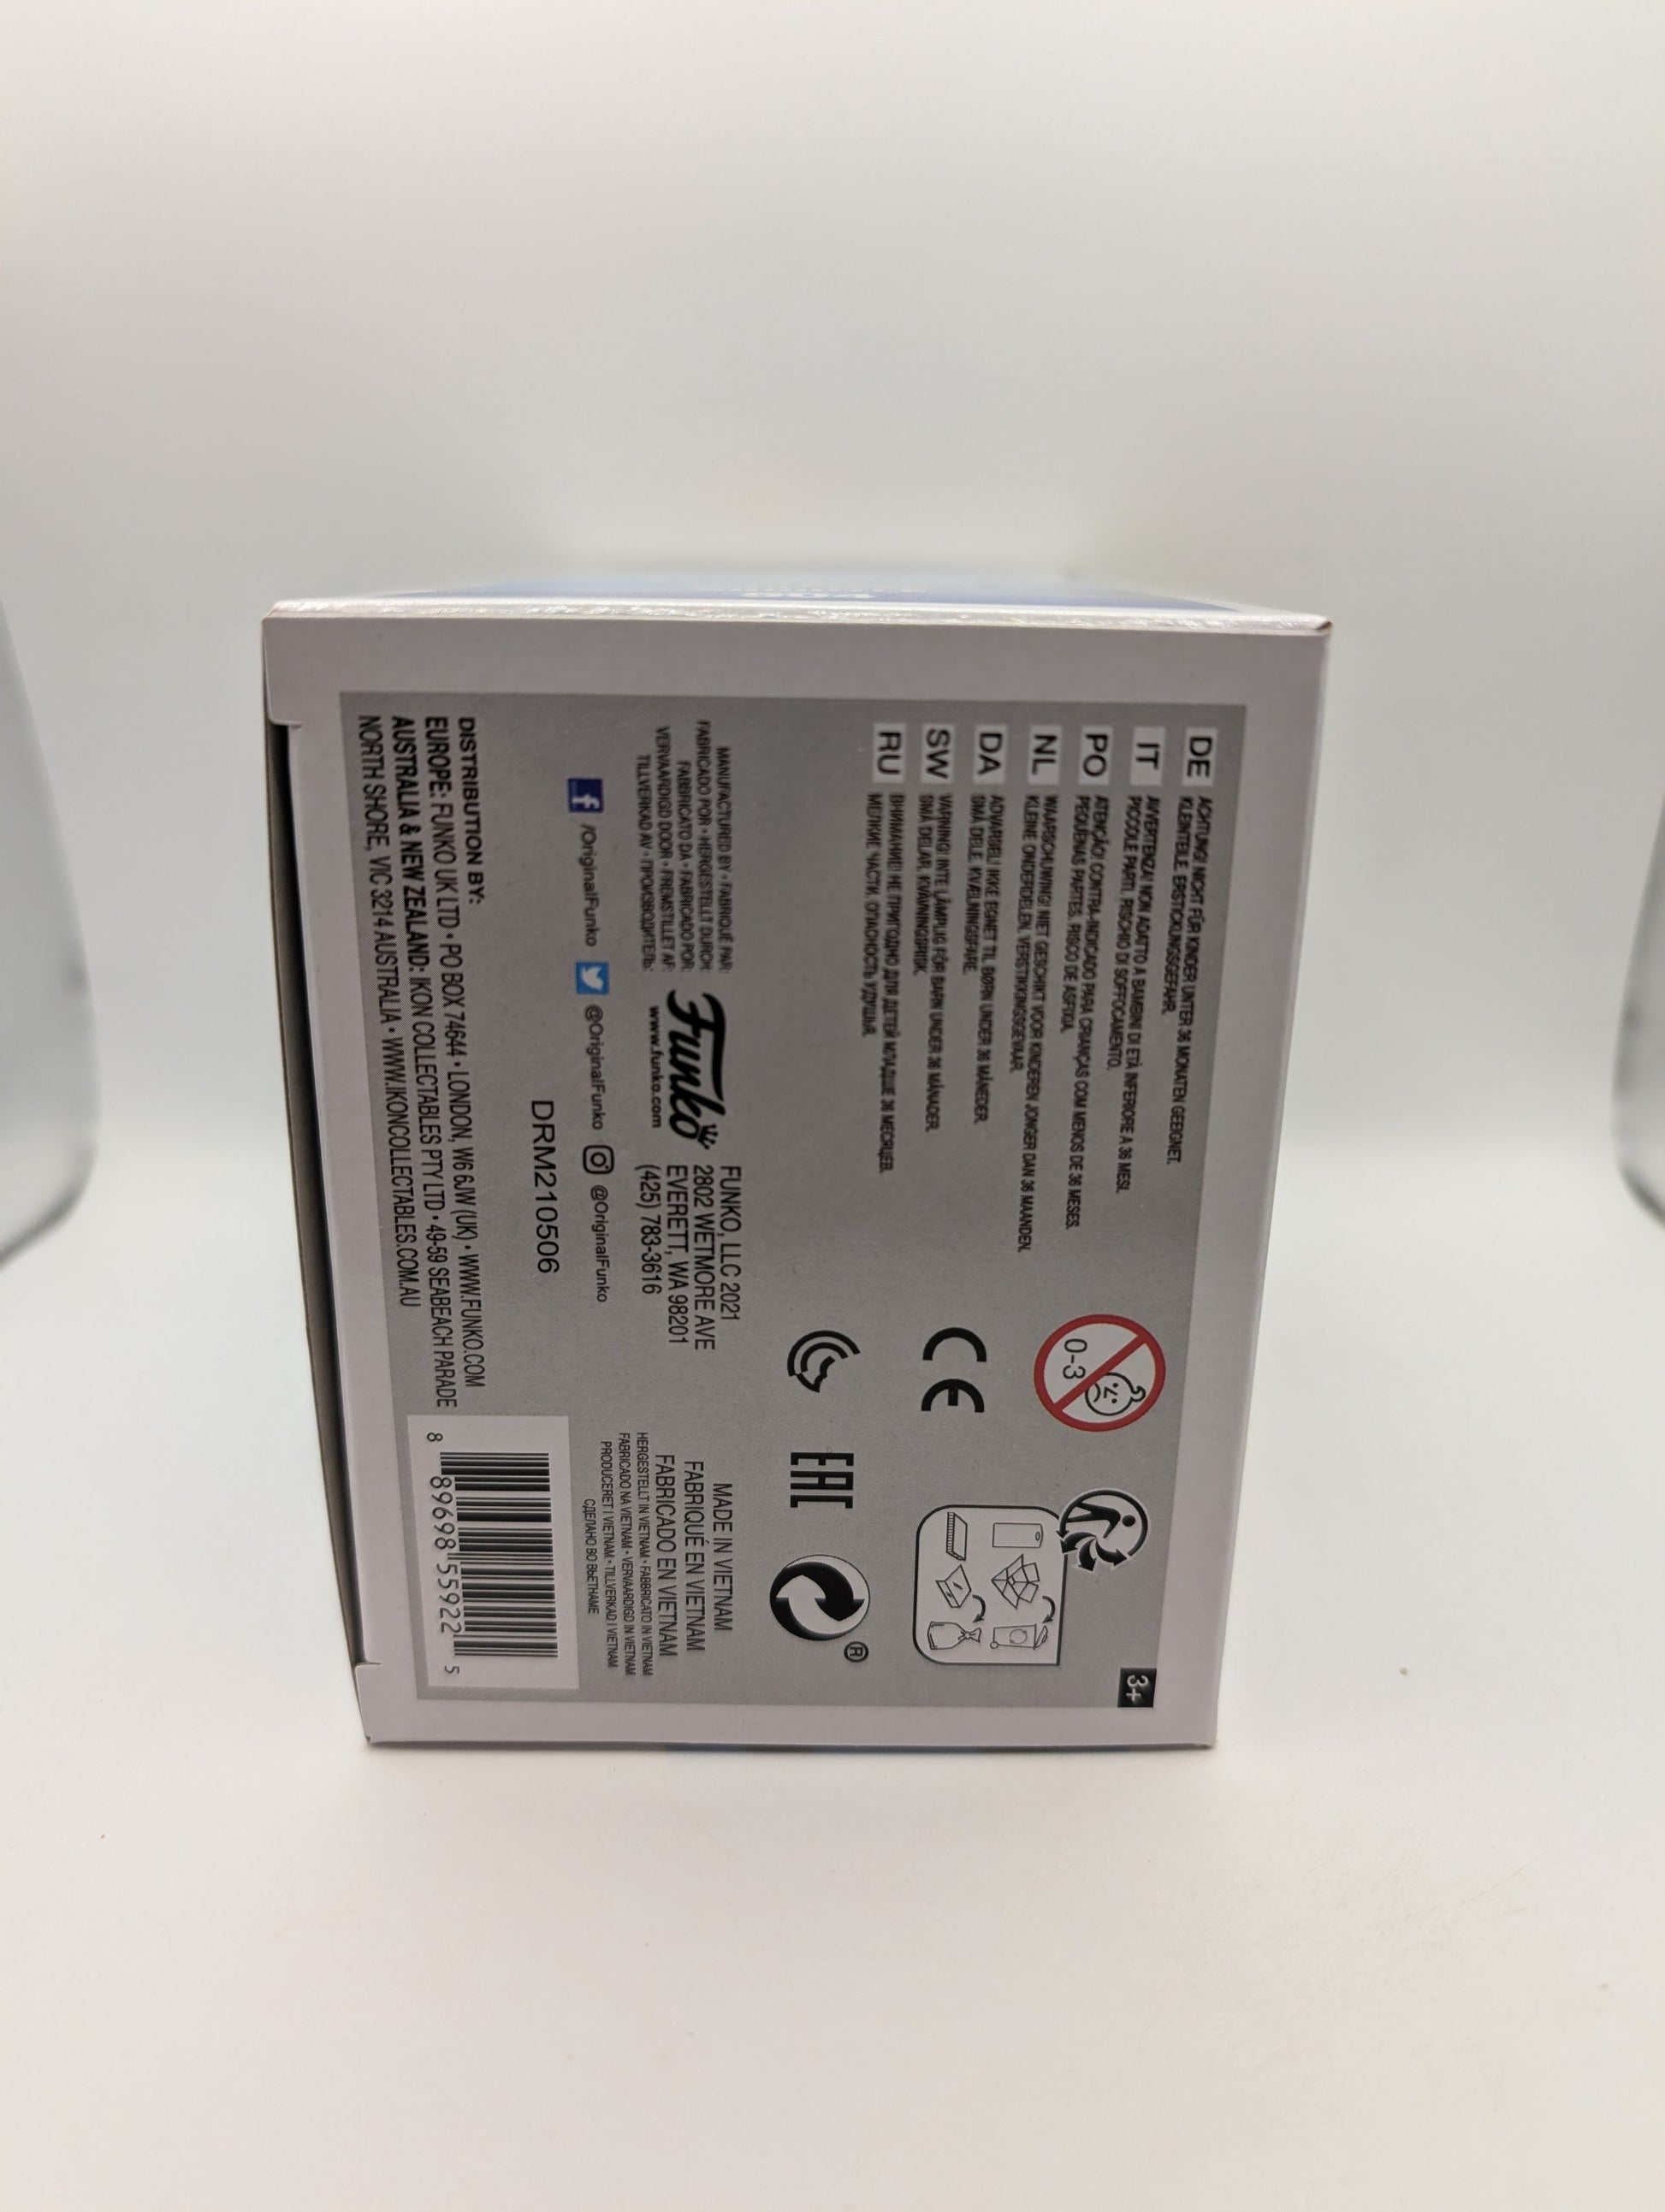 DE ACHTUNG! NICHT FÜR KINDER UNTER 36 MONATEN GEEIGNET.
KLEINTEILE. ERSTICKUNGSGEFAHR.
IT AVVERTENZA! NON ADATTO A BAMBINI DI ETÀ INFERIORE A 36 MESI.
PICCOLE PARTI. RISCHIO DI SOFFOCAMENTO.
PO ATENÇÃO! CONTRA-INDICADO PARA CRIANÇAS COM MENOS DE 36 MESES.
PEQUENAS PARTES. RISCO DE ASFIXIA.
NL WAARSCHUWING! NIET GESCHIKT VOOR KINDEREN JONGER DAN 36 MAANDEN.
KLEINE ONDERDELEN. VERSTIKKINGSGEVAAR.
DA ADVARSEL! IKKE EGNET TIL BØRN UNDER 36 MÅNEDER.
SMÅ DELE. KVÆLNINGSFARE.
SW VARNING! INTE LÄMPLIG FÖR BARN UNDER 36 MÅNADER.
SMÅ DELAR. KVÄVNINGSRISK.
RU ВНИМАНИЕ! НЕ ПРИГОДНО ДЛЯ ДЕТЕЙ МЛАДШЕ 36 МЕСЯЦЕВ.
МЕЛКИЕ ЧАСТИ. ОПАСНОСТЬ УДУШЬЯ.
3+
0-3
CE
EAC
®
MANUFACTURED BY • FABRIQUÉ PAR:
FABRICADO POR • HERGESTELLT DURCH:
FABBRICATO DA • FABRICADO POR:
VERVAARDIGD DOOR • FREMSTILLET AF:
TILLVERKAD AV • ПРОИЗВОДИТЕЛЬ:
Funko
www.funko.com
FUNKO, LLC 2021
2802 WETMORE AVE
EVERETT, WA 98201
(425) 783-3616
MADE IN VIETNAM
FABRIQUÉ EN VIETNAM
FABRICADO EN VIETNAM
HERGESTELLT IN VIETNAM • FABBRICATO IN VIETNAM
FABRICADO NA VIETNAM • VERVAARDIGD IN VIETNAM
PRODUCERET I VIETNAM • TILLVERKAD I VIETNAM
СДЕЛАНО ВО ВЬЕТНАМЕ
f /OriginalFunko @OriginalFunko @OriginalFunko
DRM210506
DISTRIBUTION BY:
EUROPE: FUNKO UK LTD • PO BOX 74644 • LONDON, W6 6JW (UK) • WWW.FUNKO.COM
AUSTRALIA & NEW ZEALAND: IKON COLLECTABLES PTY LTD • 49-59 SEABEACH PARADE
NORTH SHORE, VIC 3214 AUSTRALIA • WWW.IKONCOLLECTABLES.COM.AU
8 89698 55922 5